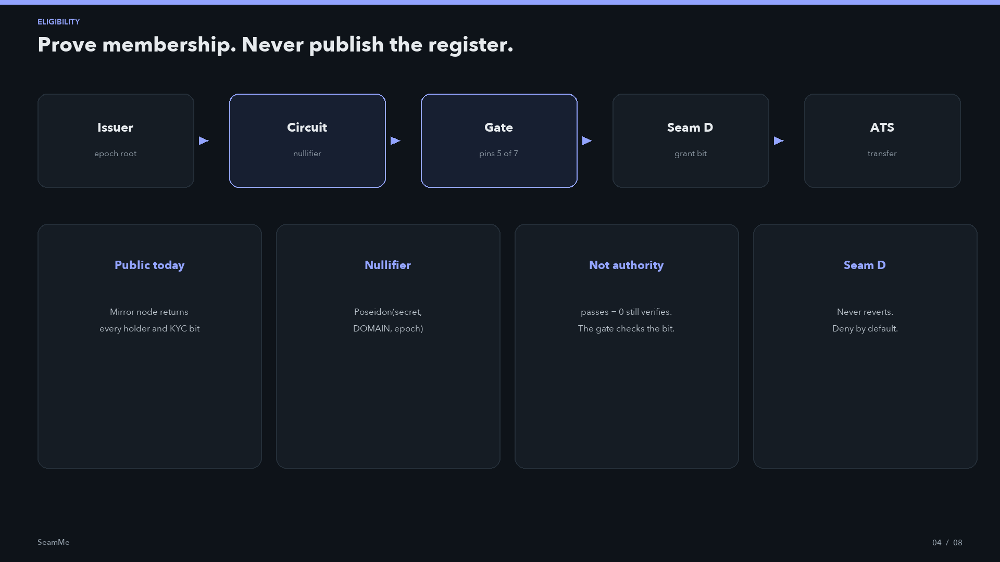 ELIGIBILITY
Prove membership. Never publish the register.
Issuer
epoch root
Circuit
nullifier
Gate
pins 5 of 7
Seam D
grant bit
ATS
transfer
Public today
Mirror node returns
every holder and KYC bit
Nullifier
Poseidon(secret,
DOMAIN, epoch)
Not authority
passes = 0 still verifies.
The gate checks the bit.
Seam D
Never reverts.
Deny by default.
SeamMe
04 / 08